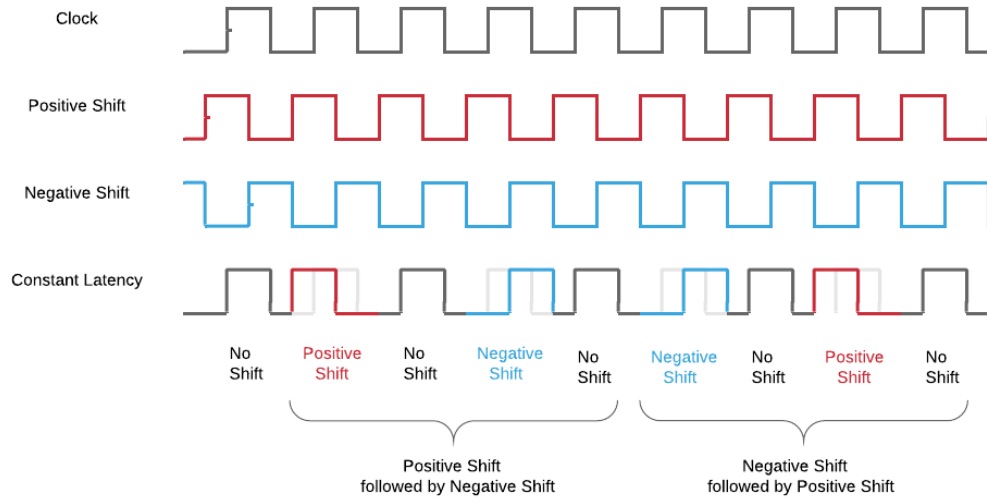 Clock
Positive Shift
Negative Shift
Constant Latency
No
Shift
Positive
Shift
No
Shift
Negative
Shift
No
Shift
Negative
Shift
No
Shift
Positive
Shift
No
Shift
Positive Shift
followed by Negative Shift
Negative Shift
followed by Positive Shift